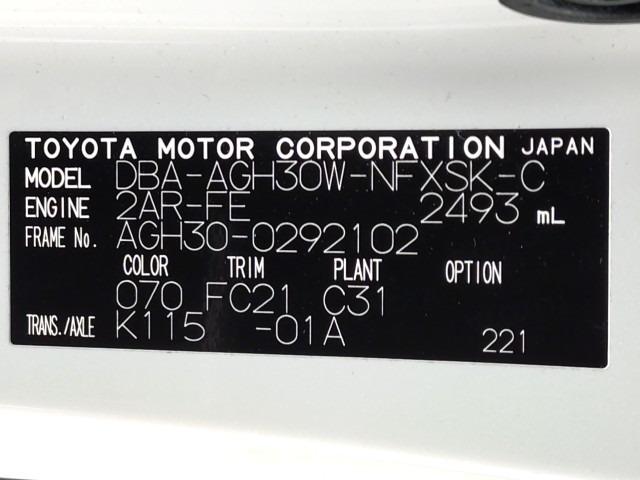 TOYOTA MOTOR CORPORATION JAPAN
MODEL DBA-AGH30W-NFXSK-C
ENGINE 2AR-FE 2493 mL
FRAME No. AGH30-0292102
COLOR TRIM PLANT OPTION
070 FC21 C31
TRANS./AXLE K115 -01A 221